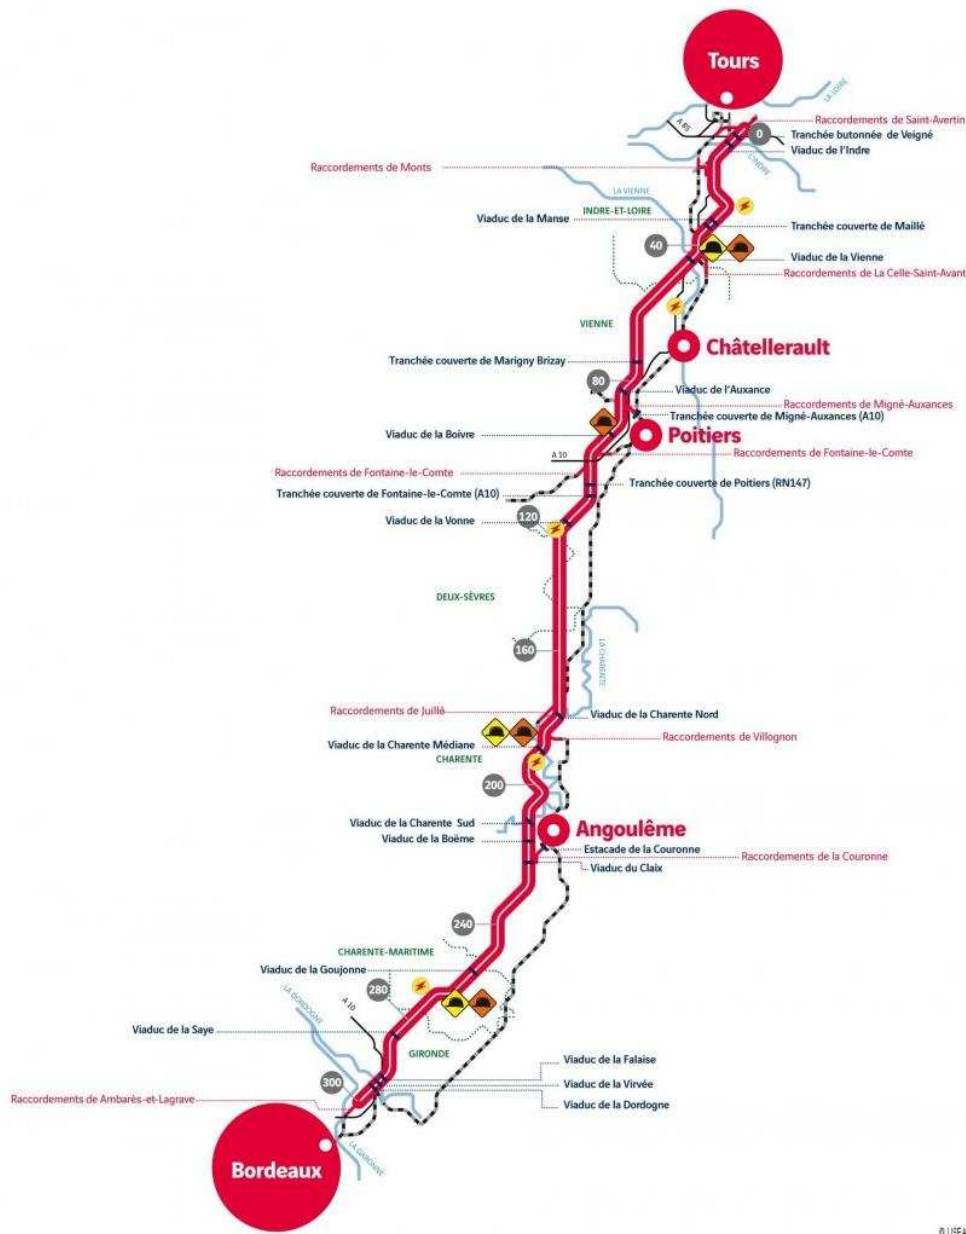 Tours
LA LOIRE
Raccordements de Saint-Avertin
A 85
0
Tranchée butonnée de Veigné
Viaduc de l'Indre
L'INDRE
Raccordements de Monts
LA VIENNE
INDRE-ET-LOIRE
Viaduc de la Manse
Tranchée couverte de Maillé
40
Viaduc de la Vienne
Raccordements de La Celle-Saint-Avant
VIENNE
Châtellerault
Tranchée couverte de Marigny Brizay
80
Viaduc de l'Auxance
Raccordements de Migné-Auxances
Tranchée couverte de Migné-Auxances (A10)
Viaduc de la Boivre
Poitiers
A 10
Raccordements de Fontaine-le-Comte
Raccordements de Fontaine-le-Comte
Tranchée couverte de Poitiers (RN147)
Tranchée couverte de Fontaine-le-Comte (A10)
Viaduc de la Vonne
120
DEUX-SÈVRES
160
LA CHARENTE
Raccordements de Juillé
Viaduc de la Charente Nord
Raccordements de Villognon
Viaduc de la Charente Médiane
CHARENTE
200
Viaduc de la Charente Sud
Angoulême
Viaduc de la Boëme
Estacade de la Couronne
Raccordements de la Couronne
Viaduc du Claix
240
CHARENTE-MARITIME
Viaduc de la Goujonne
280
LA DORDOGNE
A 10
Viaduc de la Saye
GIRONDE
Viaduc de la Falaise
300
Viaduc de la Virvée
Raccordements de Ambarès-et-Lagrave
Viaduc de la Dordogne
LA GARONNE
Bordeaux
© LISEA